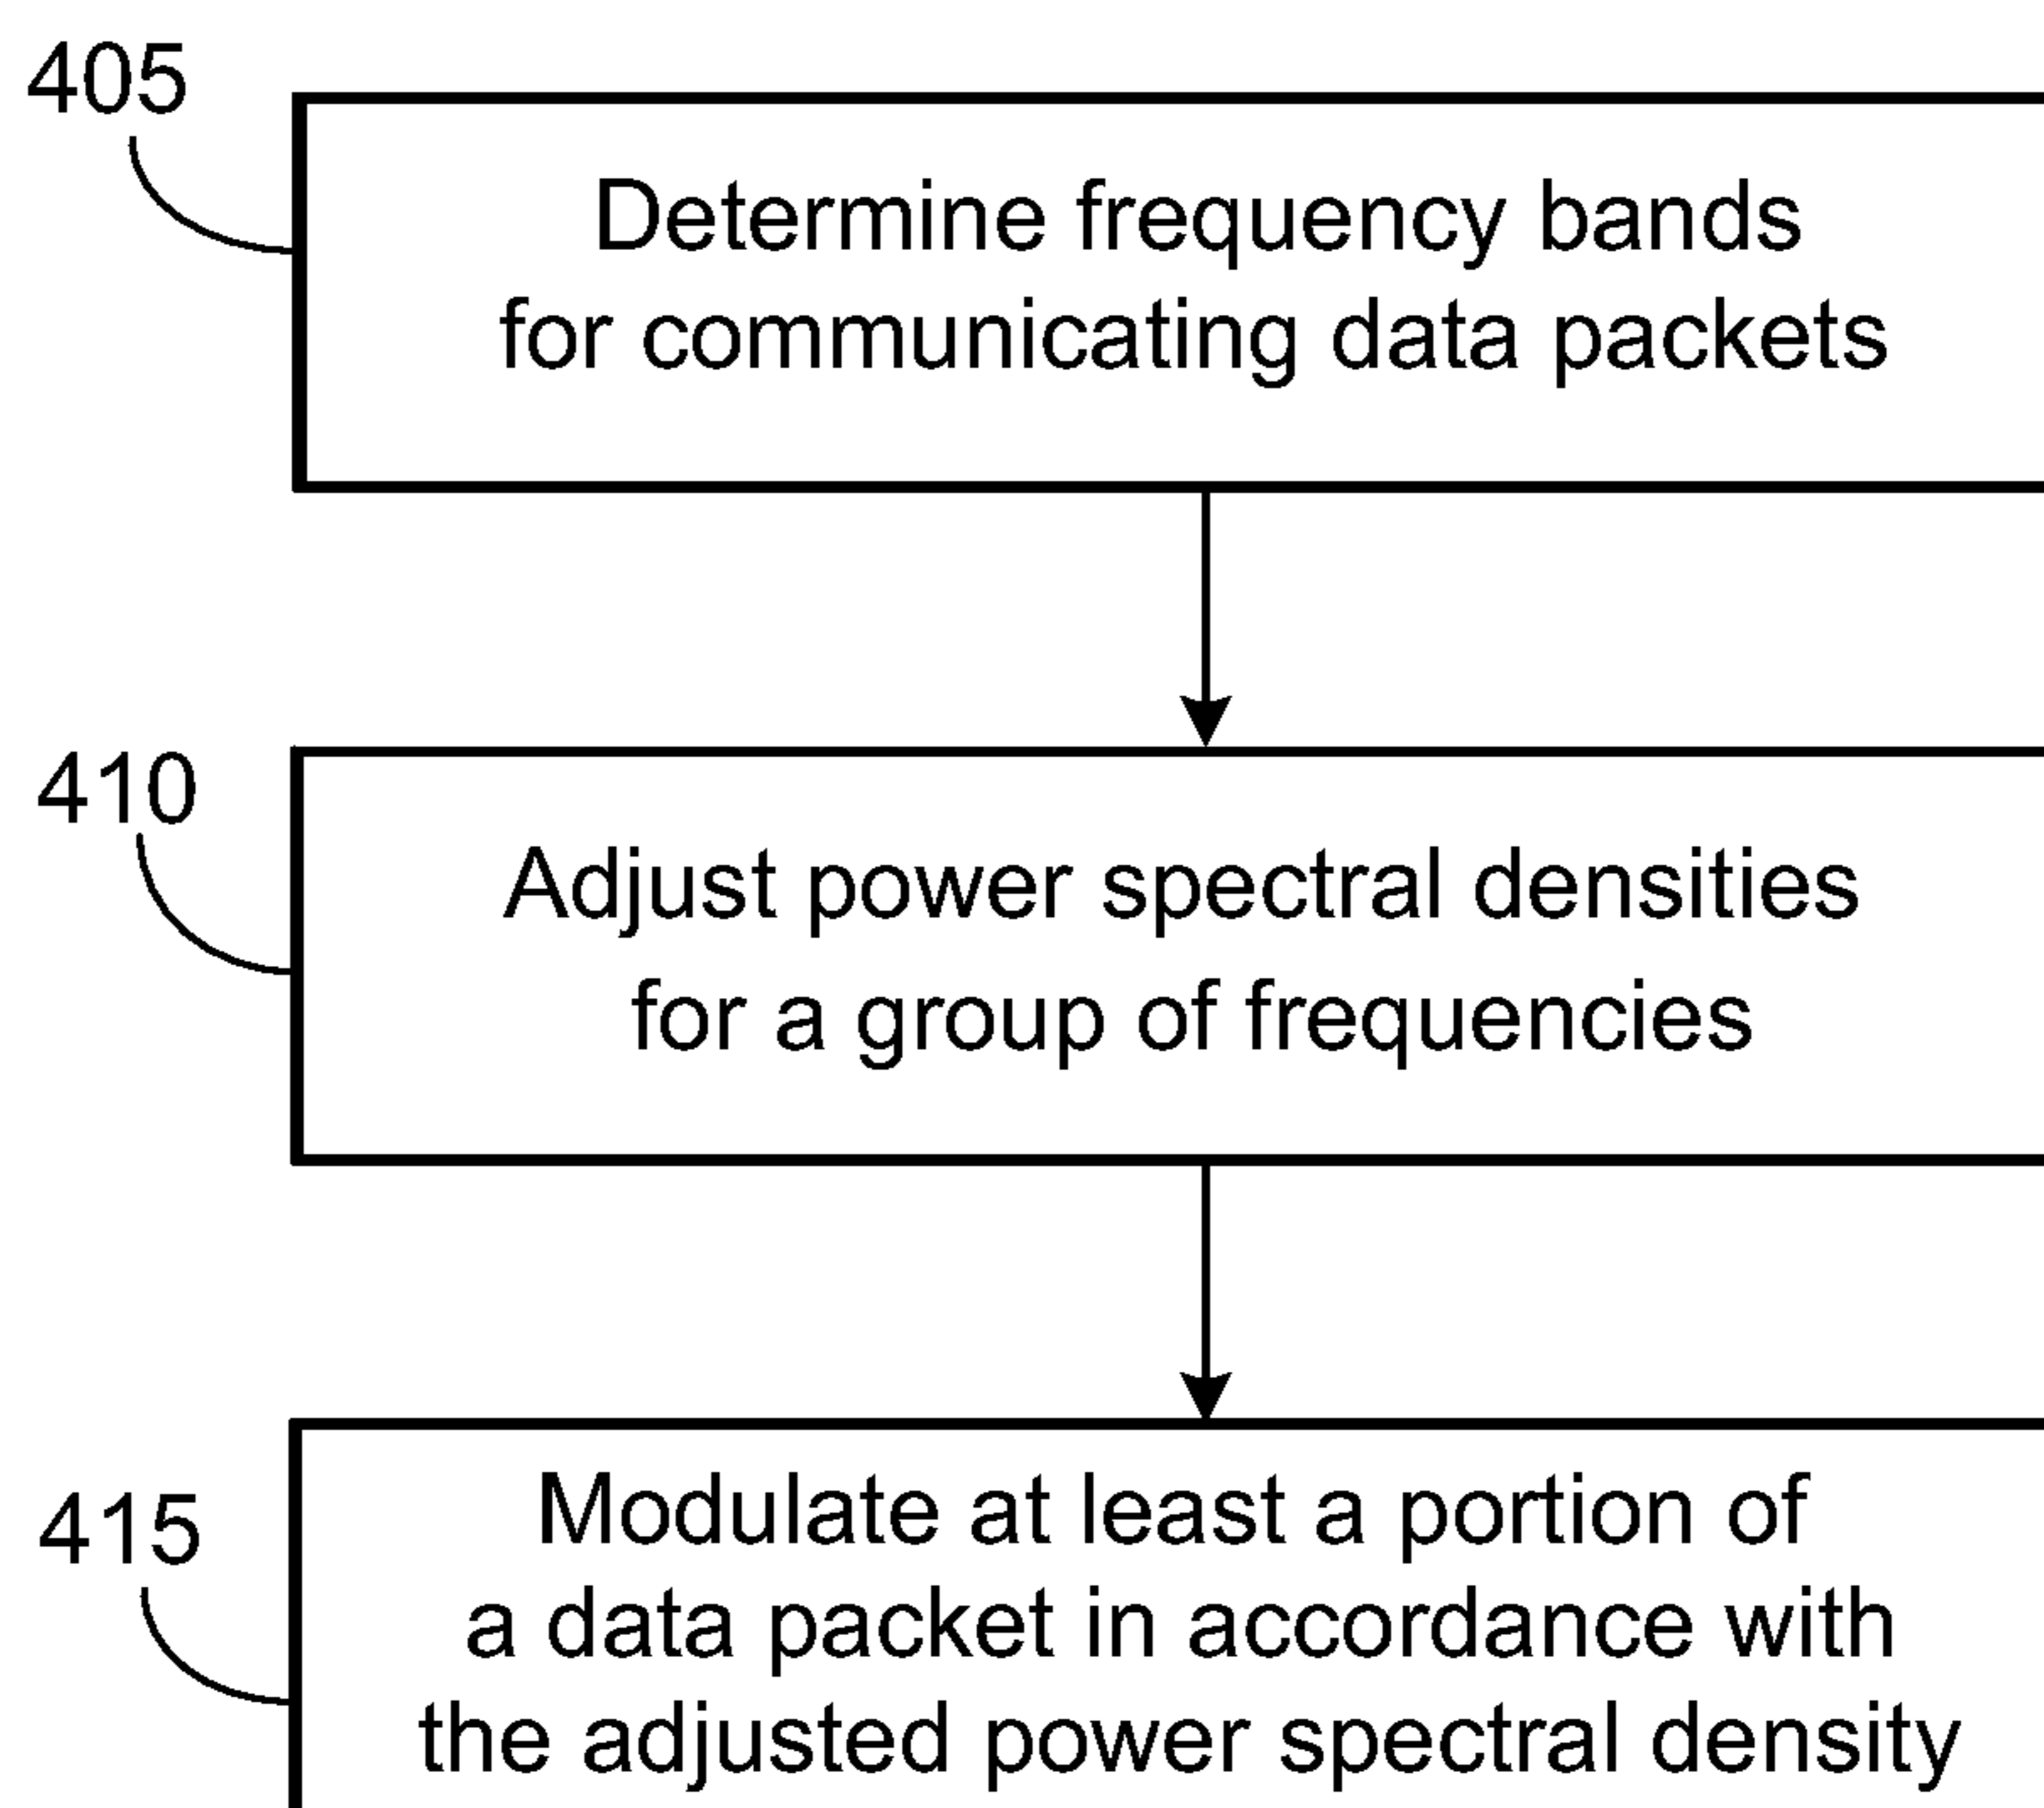 405
Determine frequency bands
for communicating data packets
410
Adjust power spectral densities
for a group of frequencies
415
Modulate at least a portion of
a data packet in accordance with
the adjusted power spectral density